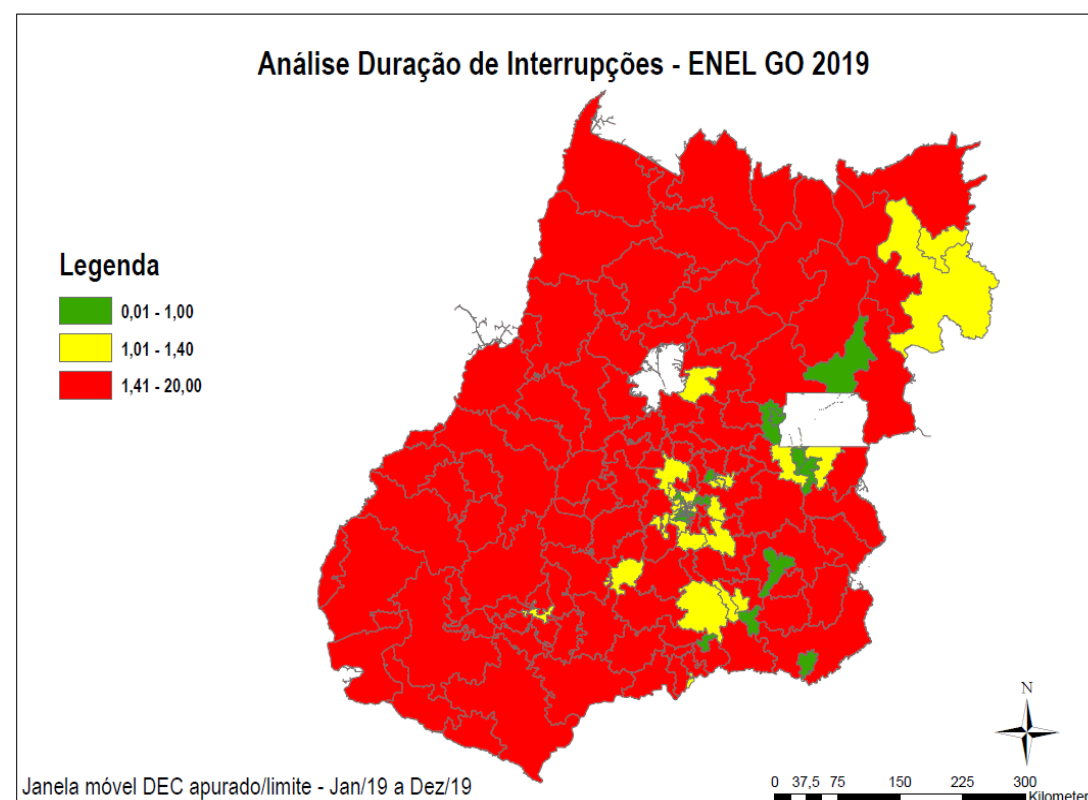 Análise Duração de Interrupções - ENEL GO 2019
Legenda
0,01 - 1,00
1,01 - 1,40
1,41 - 20,00
N
Janela móvel DEC apurado/limite - Jan/19 a Dez/19
0 37,5 75 150 225 300
Kilometer